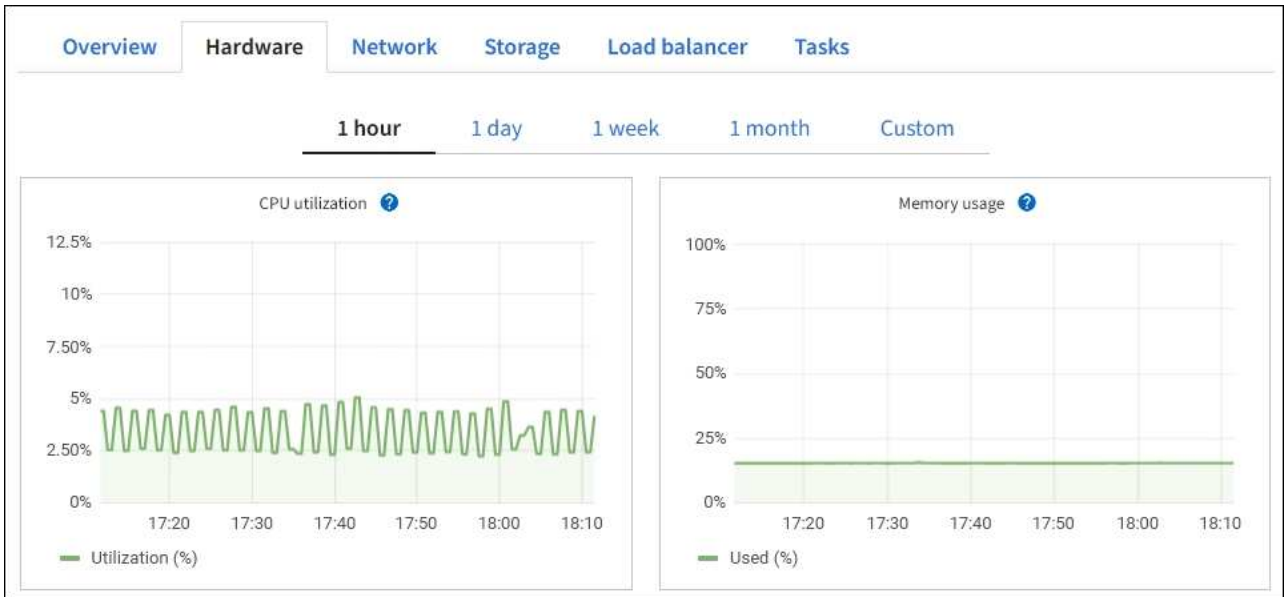 Overview Hardware Network Storage Load balancer Tasks
1 hour 1 day 1 week 1 month Custom
CPU utilization ?
12.5%
10%
7.50%
5%
2.50%
0%
17:20 17:30 17:40 17:50 18:00 18:10
Utilization (%)
Memory usage ?
100%
75%
50%
25%
0%
17:20 17:30 17:40 17:50 18:00 18:10
Used (%)